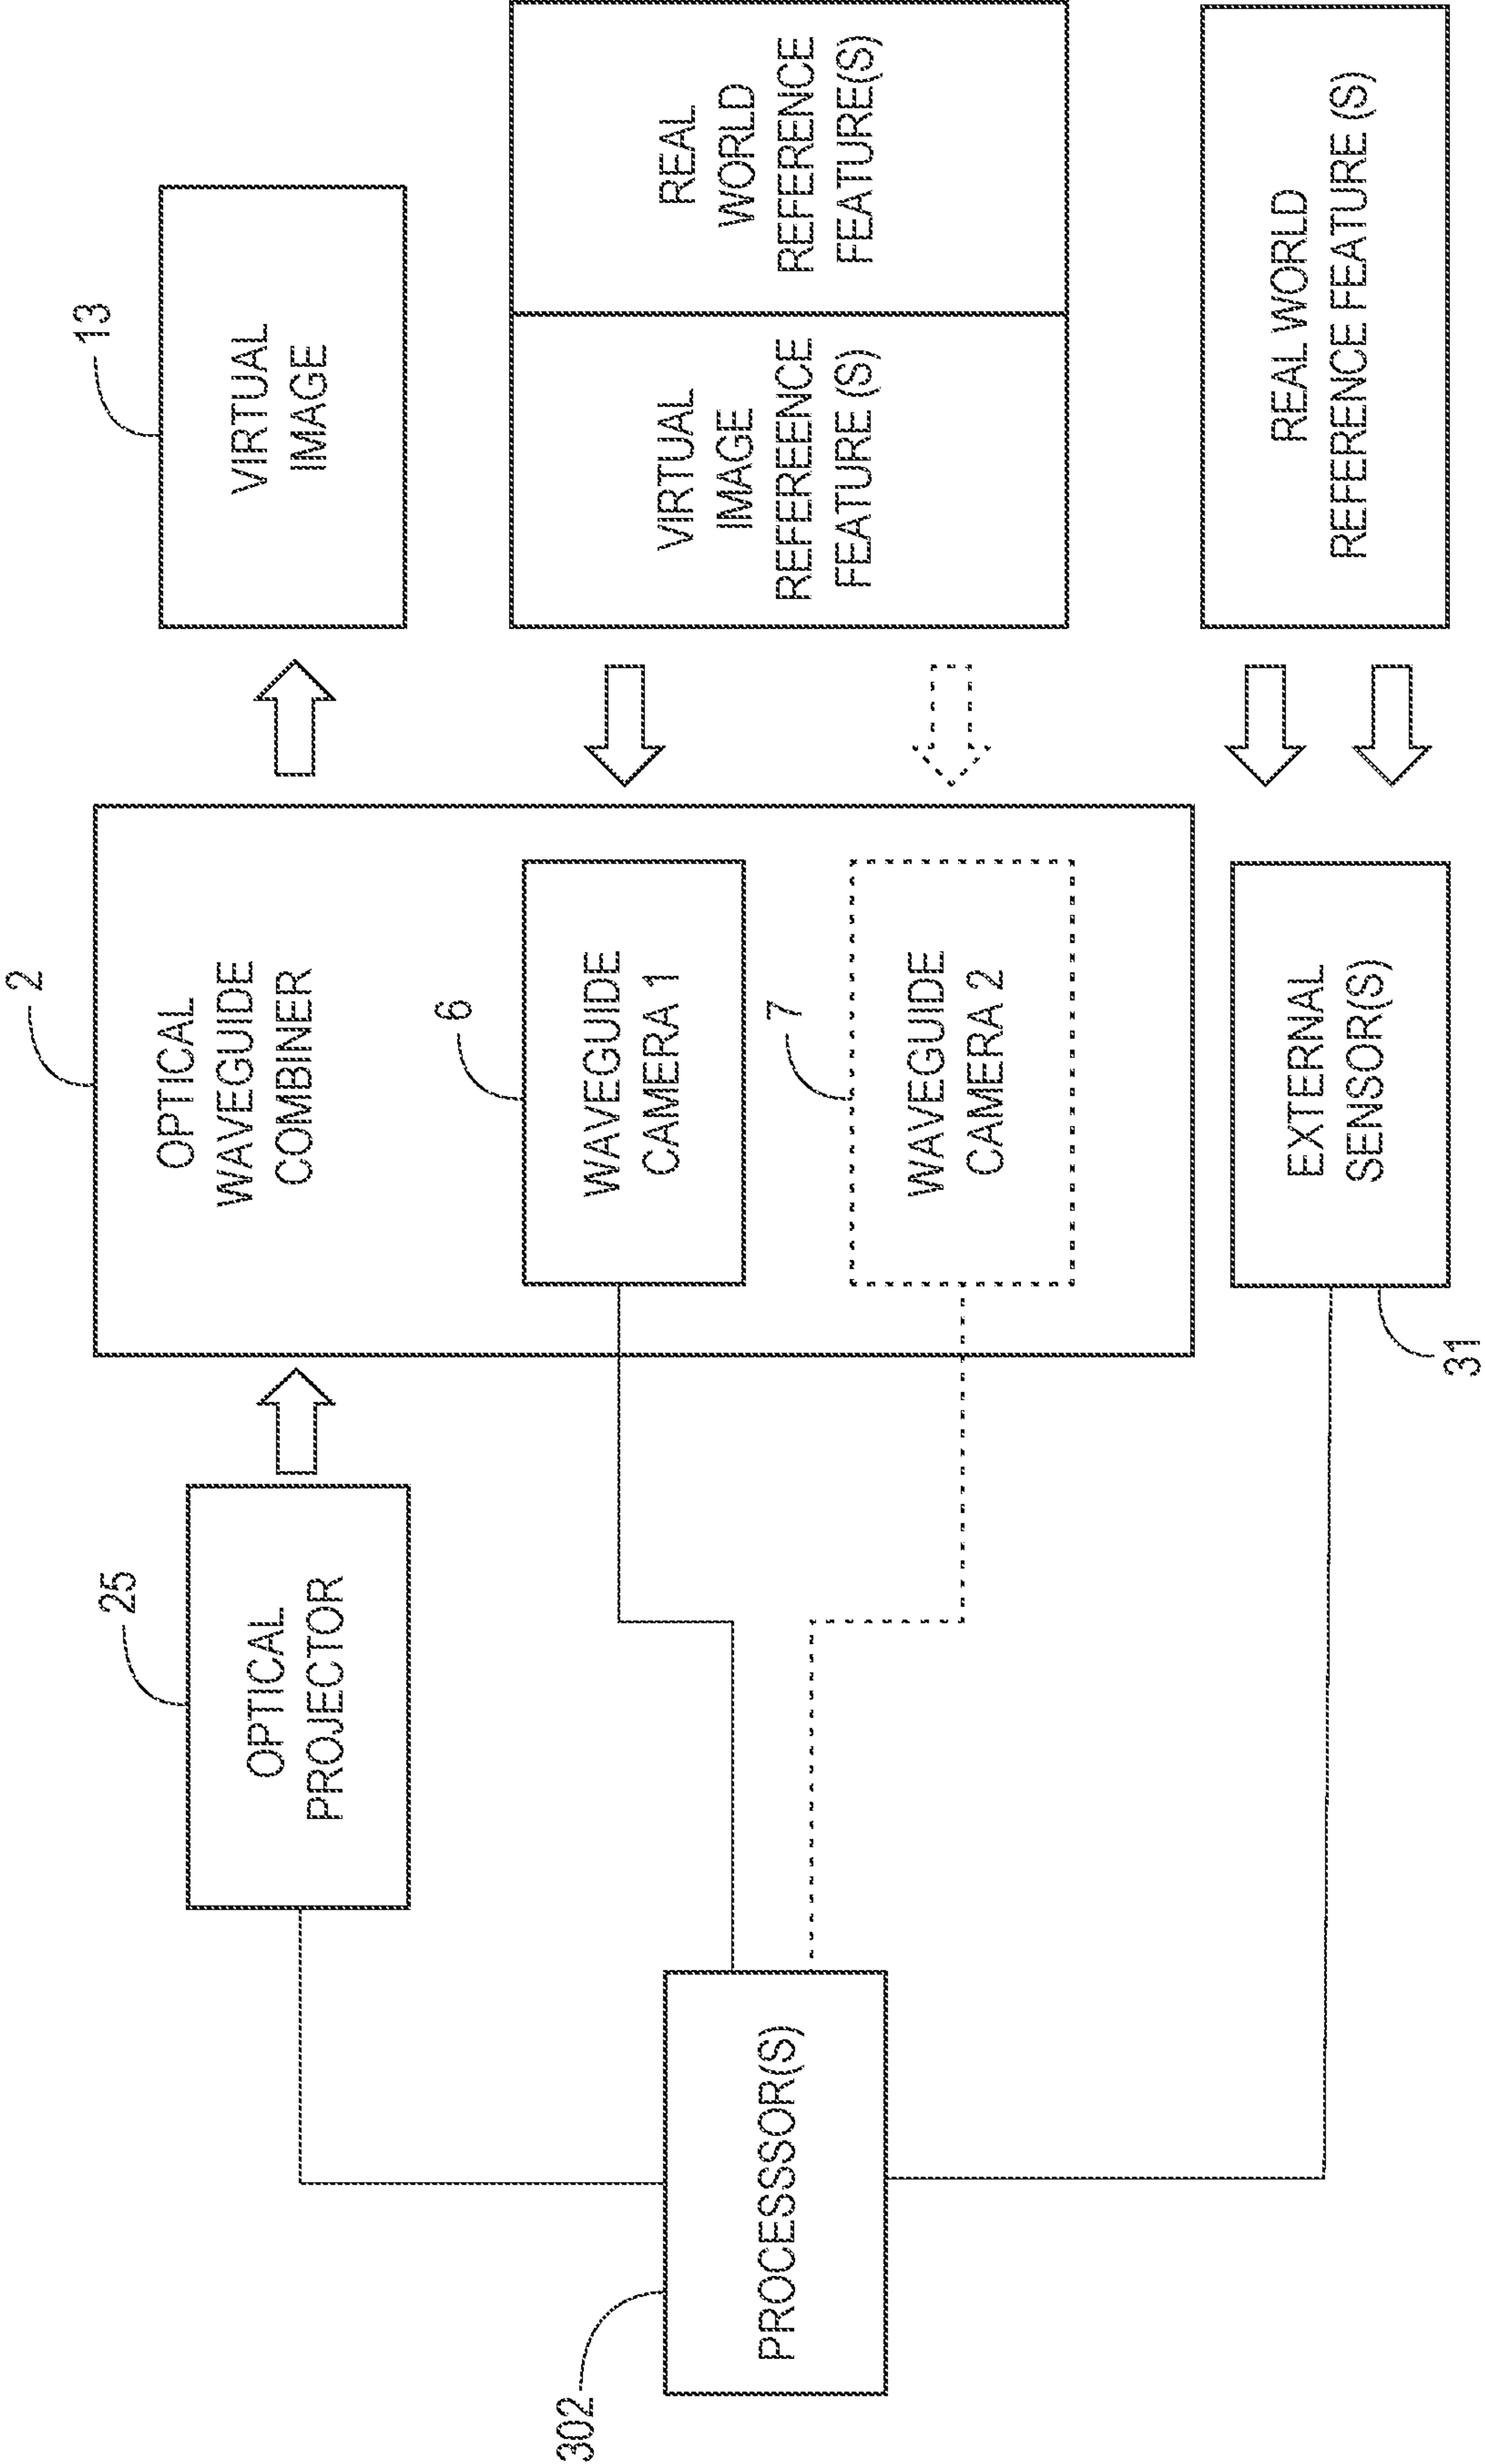 302
PROCESSOR(S)
25
OPTICAL
PROJECTOR
2
OPTICAL
WAVEGUIDE
COMBINER
6
WAVEGUIDE
CAMERA 1
7
WAVEGUIDE
CAMERA 2
31
EXTERNAL
SENSOR(S)
13
VIRTUAL
IMAGE
VIRTUAL
IMAGE
REFEREENCE
FEATURE (S)
REAL
WORLD
REFERENCE
FEATURE(S)
REAL WORLD
REFERENCE FEATURE (S)